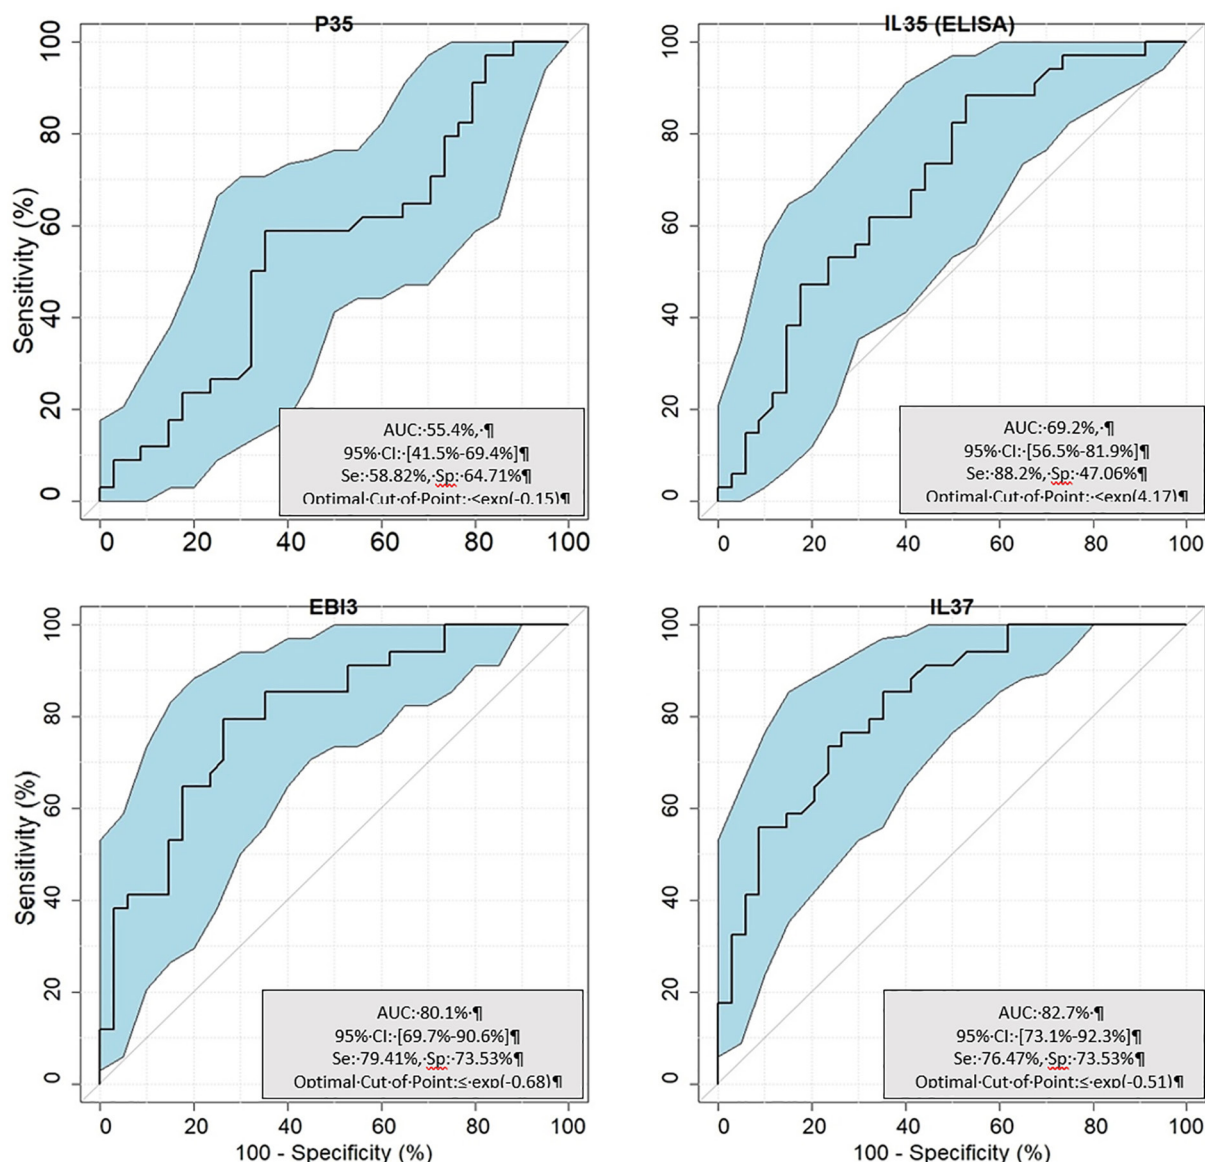 P35
Sensitivity (%)
100
80
60
40
20
0
AUC:·55.4%,·¶
95%·CI:·[41.5%-69.4%]¶
Se:·58.82%,·Sp:·64.71%¶
Optimal·Cut·of·Point:·<exp(-0.15)¶
0 20 40 60 80 100
IL35 (ELISA)
100
80
60
40
20
0
AUC:·69.2%,·¶
95%·CI:·[56.5%-81.9%]¶
Se:·88.2%,·Sp:·47.06%¶
Optimal·Cut·of·Point:·<exp(4.17)¶
0 20 40 60 80 100
EBI3
Sensitivity (%)
100
80
60
40
20
0
AUC:·80.1%·¶
95%·CI:·[69.7%-90.6%]¶
Se:·79.41%,·Sp:·73.53%¶
Optimal·Cut·of·Point:≤·exp(-0.68)¶
0 20 40 60 80 100
100 - Specificity (%)
IL37
100
80
60
40
20
0
AUC:·82.7%·¶
95%·CI:·[73.1%-92.3%]¶
Se:·76.47%,·Sp:·73.53%¶
Optimal·Cut·of·Point:≤·exp(-0.51)¶
0 20 40 60 80 100
100 - Specificity (%)